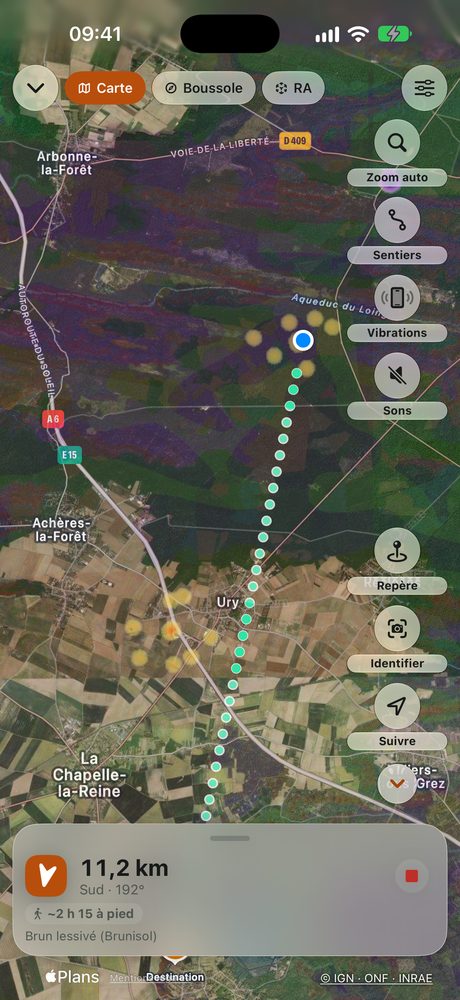 09:41
Carte
Boussole
RA
Arbonne-
la-Forêt
VOIE-DE-LA-LIBERTÉ
D409
Zoom auto
Sentiers
Aqueduc du Loin
Vibrations
AUTOROUTE DU SOLEIL
Sons
A6
E15
Achères-
la-Forêt
Repère
Ury
Identifier
Suivre
La
Chapelle-
la-Reine
Grez
11,2 km
Sud · 192°
~2 h 15 à pied
Brun lessivé (Brunisol)
Plans
Destination
© IGN · ONF · INRAE